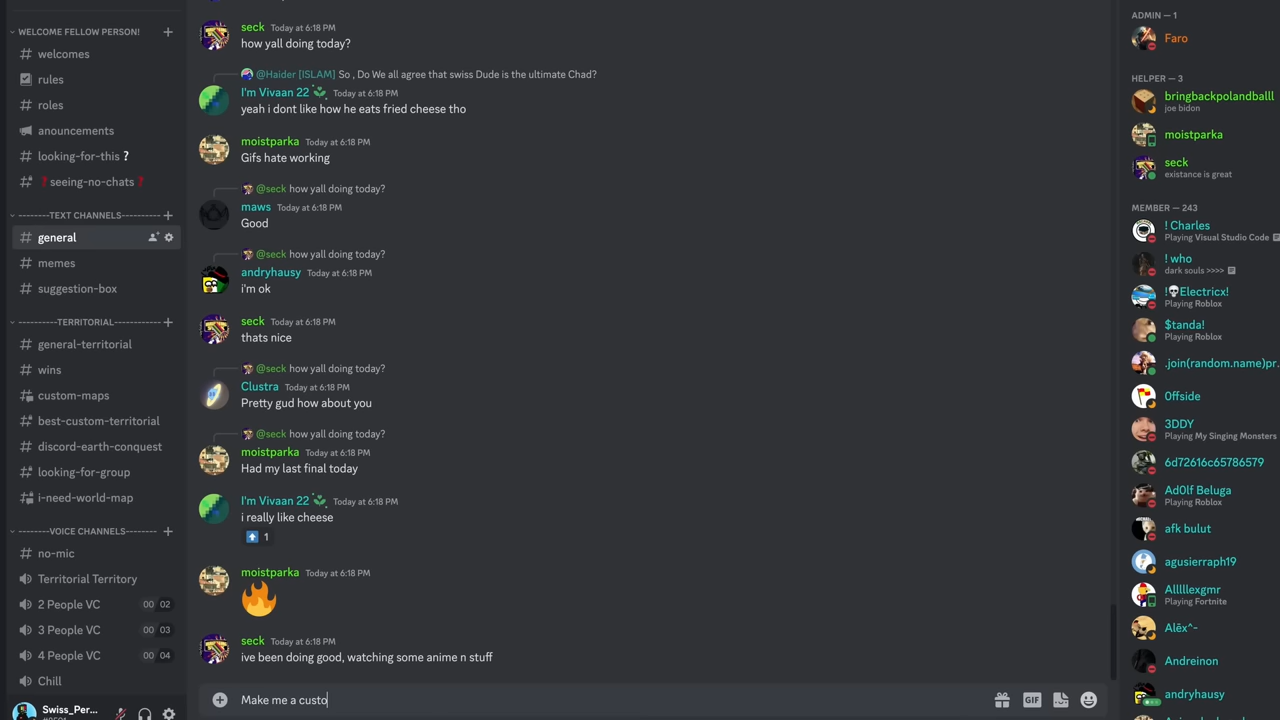 WELCOME FELLOW PERSON!
welcomes
rules
roles
anouncements
looking-for-this ?
❓seeing-no-chats❓
--------TEXT CHANNELS----------
general
memes
suggestion-box
--------TERRITORIAL--------
general-territorial
wins
custom-maps
best-custom-territorial
discord-earth-conquest
looking-for-group
i-need-world-map
VOICE CHANNELS
no-mic
Territorial Territory
2 People VC 00 02
3 People VC 00 03
4 People VC 00 04
Chill
Swiss_Per...
seck Today at 6:18 PM
how yall doing today?
@Haider [ISLAM] So , Do We all agree that swiss Dude is the ultimate Chad?
I'm Vivaan 22 Today at 6:18 PM
yeah i dont like how he eats fried cheese tho
moistparka Today at 6:18 PM
Gifs hate working
@seck how yall doing today?
maws Today at 6:18 PM
Good
@seck how yall doing today?
andryhausy Today at 6:18 PM
i'm ok
seck Today at 6:18 PM
thats nice
@seck how yall doing today?
Clustra Today at 6:18 PM
Pretty gud how about you
@seck how yall doing today?
moistparka Today at 6:18 PM
Had my last final today
I'm Vivaan 22 Today at 6:18 PM
i really like cheese
1
moistparka Today at 6:18 PM
seck Today at 6:18 PM
ive been doing good, watching some anime n stuff
Make me a custo
GIF
ADMIN — 1
Faro
HELPER — 3
bringbackpolandballl
joe bidon
moistparka
seck
existance is great
MEMBER — 243
! Charles
Playing Visual Studio Code
! who
dark souls >>>>
!💀Electricx!
Playing Roblox
$tanda!
Playing Roblox
.join(random.name)pr.
Offside
3DDY
Playing My Singing Monsters
6d72616c65786579
Ad0lf Beluga
Playing Roblox
afk bulut
agusierraph19
Alllllexgmr
Playing Fortnite
Alēx^-
Andreinon
andryhausy